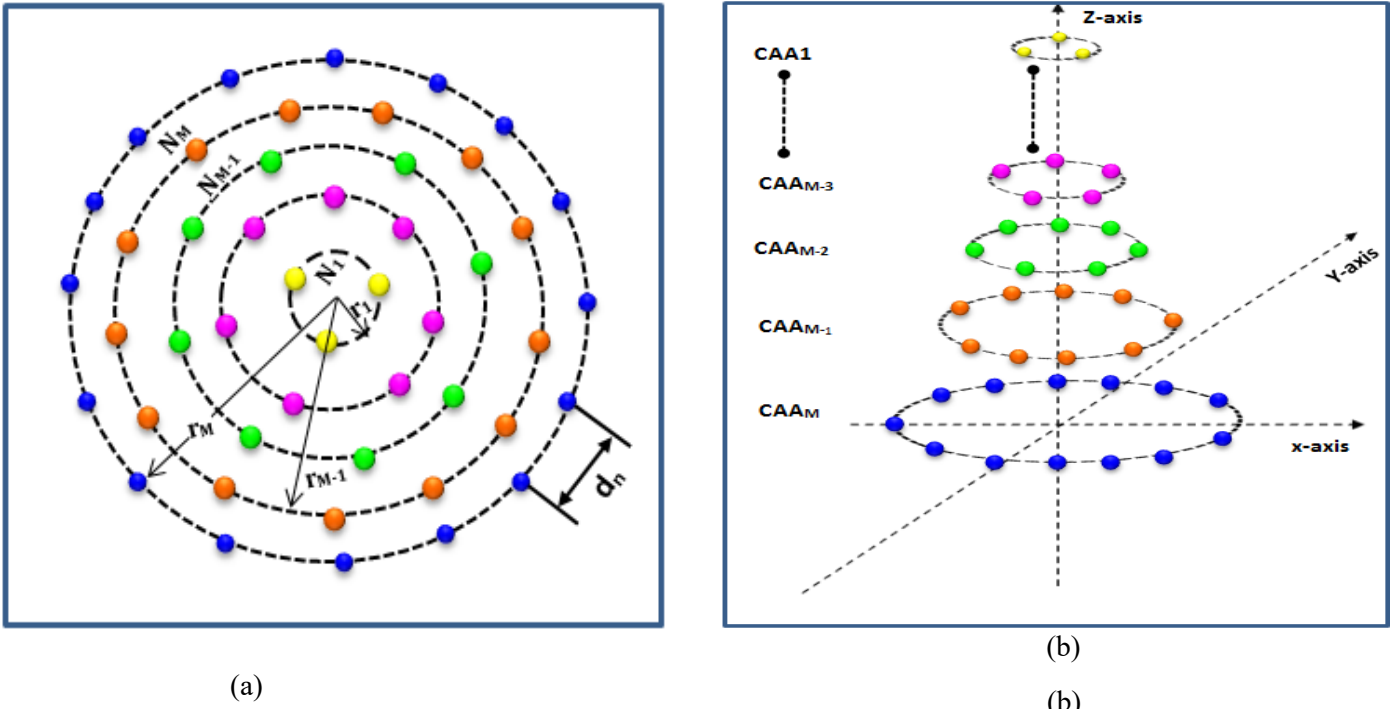 N_M
N_M-1
N_1
r_1
r_M
r_M-1
d_n
(a)
Z-axis
CAA1
CAA_M-3
CAA_M-2
Y-axis
CAA_M-1
CAA_M
x-axis
(b)
(b)